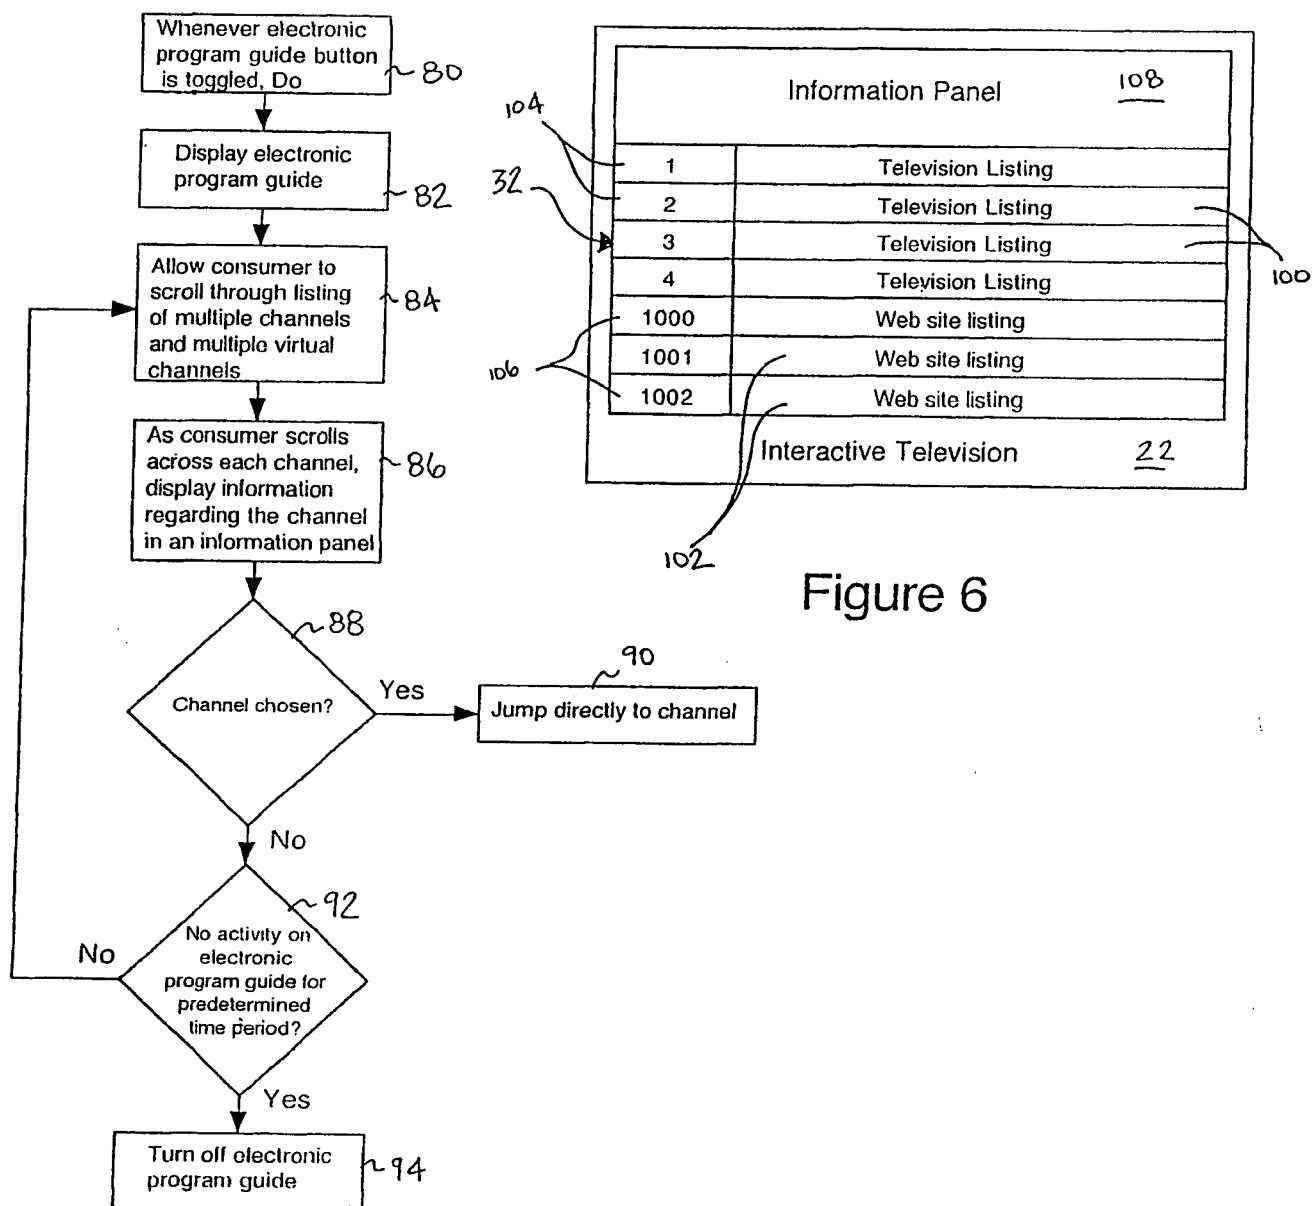 Whenever electronic
program guide button
is toggled, Do
80
Display electronic
program guide
82
Allow consumer to
scroll through listing
of multiple channels
and multiple virtual
channels
84
As consumer scrolls
across each channel,
display information
regarding the channel
in an information panel
86
88
Channel chosen?
Yes
90
Jump directly to channel
No
92
No activity on
electronic
program guide for
predetermined
time period?
No
Yes
Turn off electronic
program guide
94
Information Panel 108
104
32
1 Television Listing
2 Television Listing
3 Television Listing
4 Television Listing
100
1000 Web site listing
1001 Web site listing
1002 Web site listing
106
Interactive Television 22
102
Figure 6